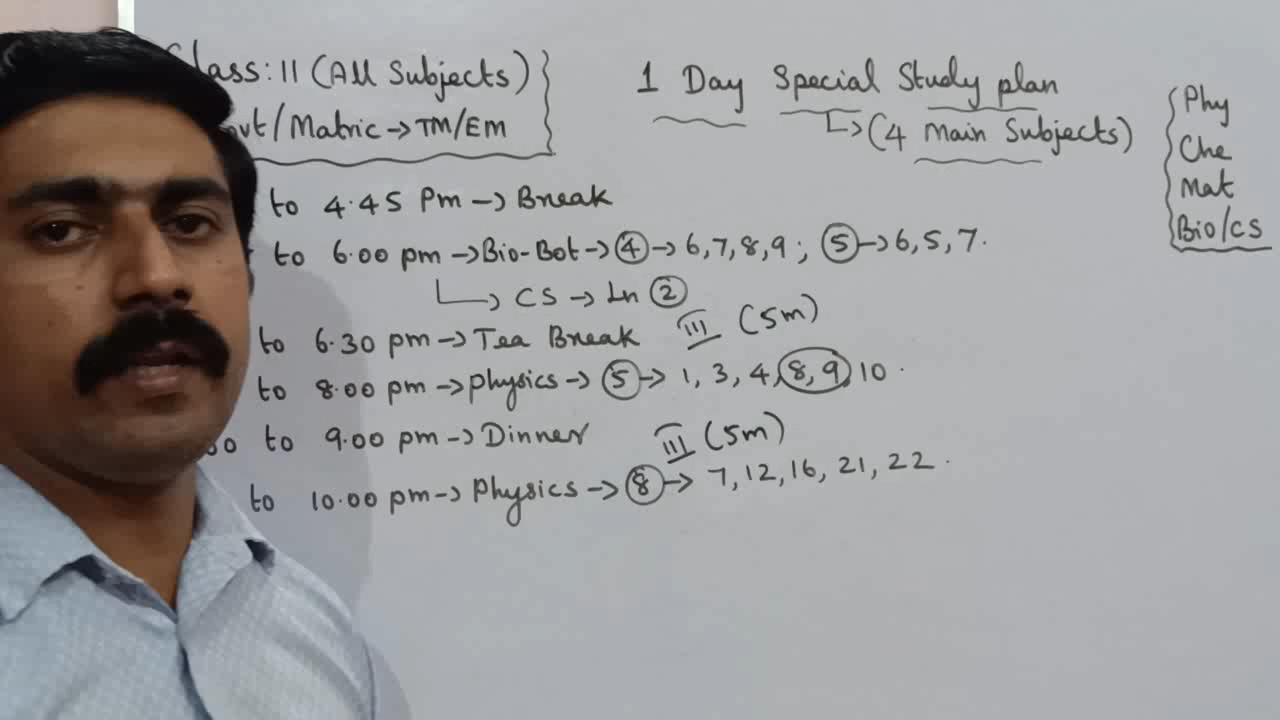 Class: 11 (All Subjects)
/Matric → TM/EM
1 Day Special Study plan
↳ (4 Main Subjects)
Phy
Che
Mat
Bio/CS
to 4.45 Pm → Break
to 6.00 pm → Bio-Bot → ④ → 6, 7, 8, 9 ; ⑤ → 6, 5, 7.
↳ CS → Ln ②
to 6.30 pm → Tea Break III (5m)
to 8.00 pm → physics → ⑤ → 1, 3, 4, 8, 9, 10.
to 9.00 pm → Dinner III (5m)
to 10.00 pm → Physics → ⑧ → 7, 12, 16, 21, 22.